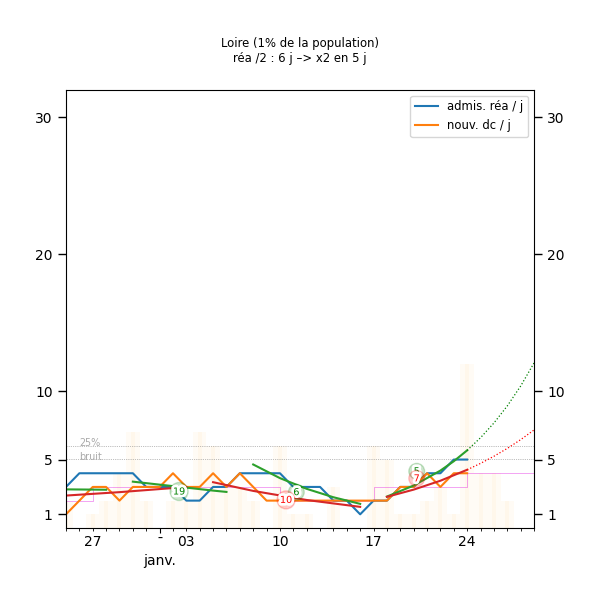 Loire (1% de la population)
réa /2 : 6 j –> x2 en 5 j
admis. réa / j
nouv. dc / j
30 30
20 20
10 10
25%
bruit
5 5
5
7
19
6
10
1 1
27 - 03 10 17 24
janv.